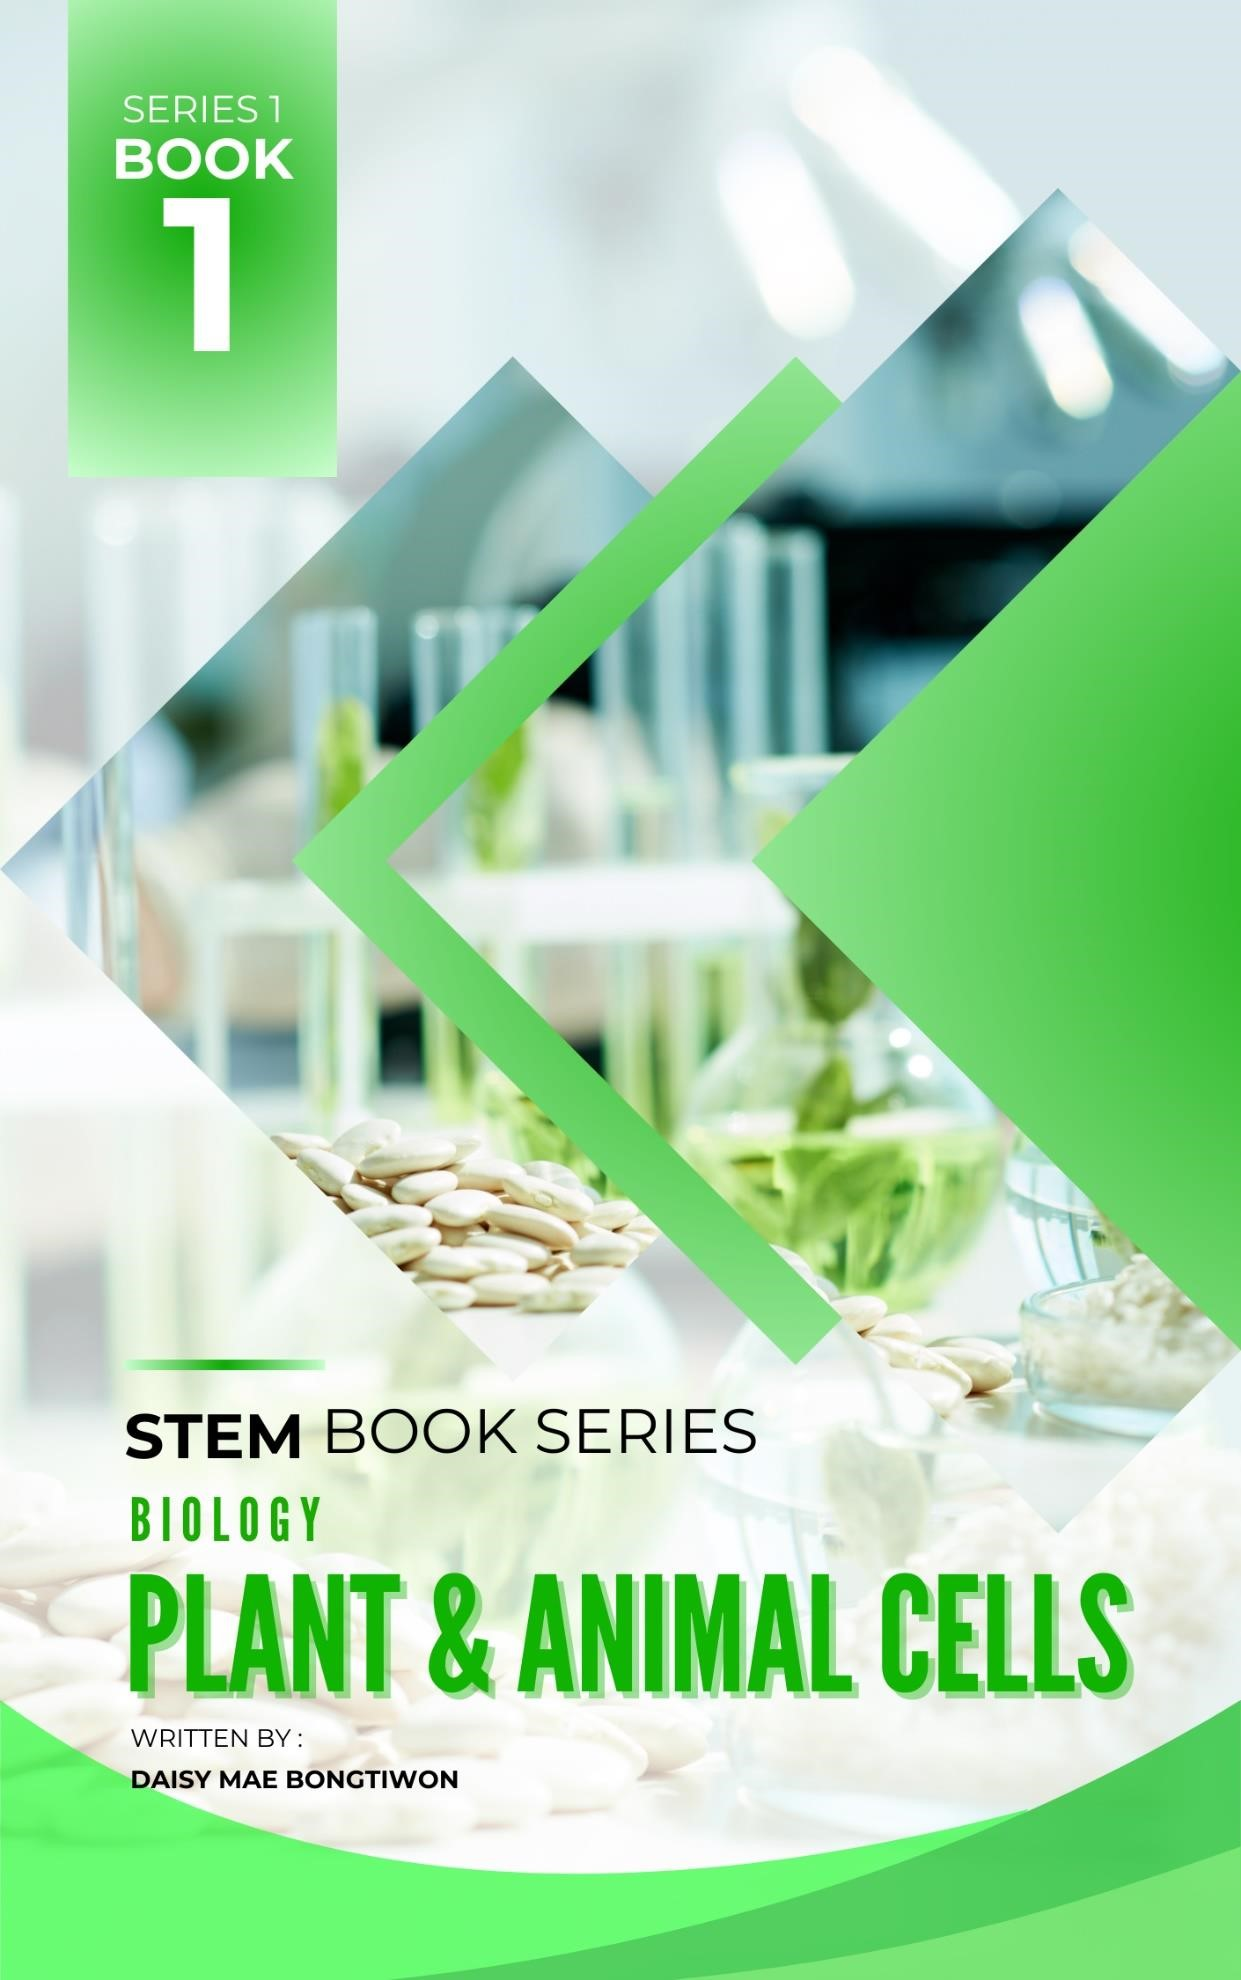 SERIES 1
BOOK
1
STEM BOOK SERIES
BIOLOGY
PLANT & ANIMAL CELLS
WRITTEN BY :
DAISY MAE BONGTIWON